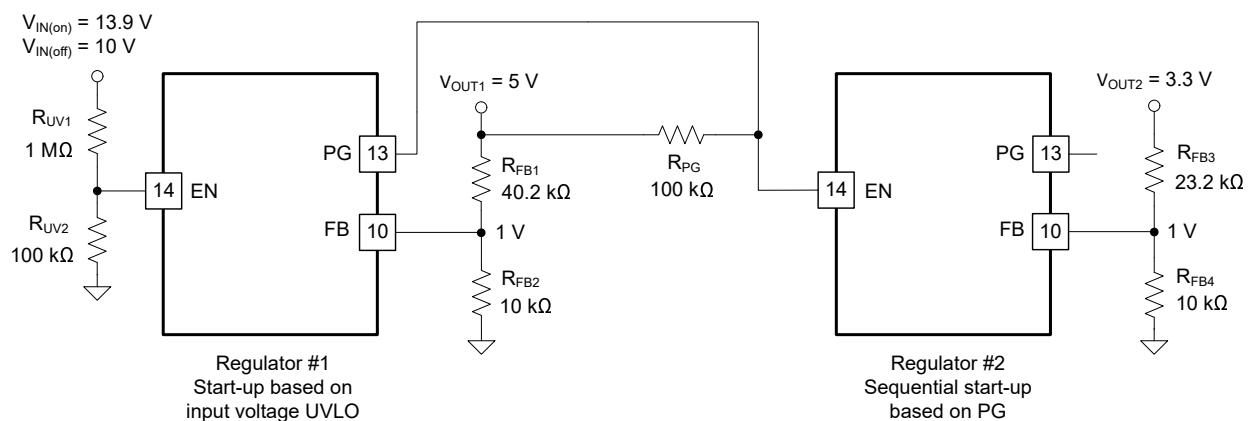 V_IN(on) = 13.9 V
V_IN(off) = 10 V
R_UV1
1 MΩ
R_UV2
100 kΩ
14
EN
PG
13
FB
10
V_OUT1 = 5 V
R_FB1
40.2 kΩ
1 V
R_FB2
10 kΩ
R_PG
100 kΩ
14
EN
PG
13
FB
10
V_OUT2 = 3.3 V
R_FB3
23.2 kΩ
1 V
R_FB4
10 kΩ
Regulator #1
Start-up based on
input voltage UVLO
Regulator #2
Sequential start-up
based on PG